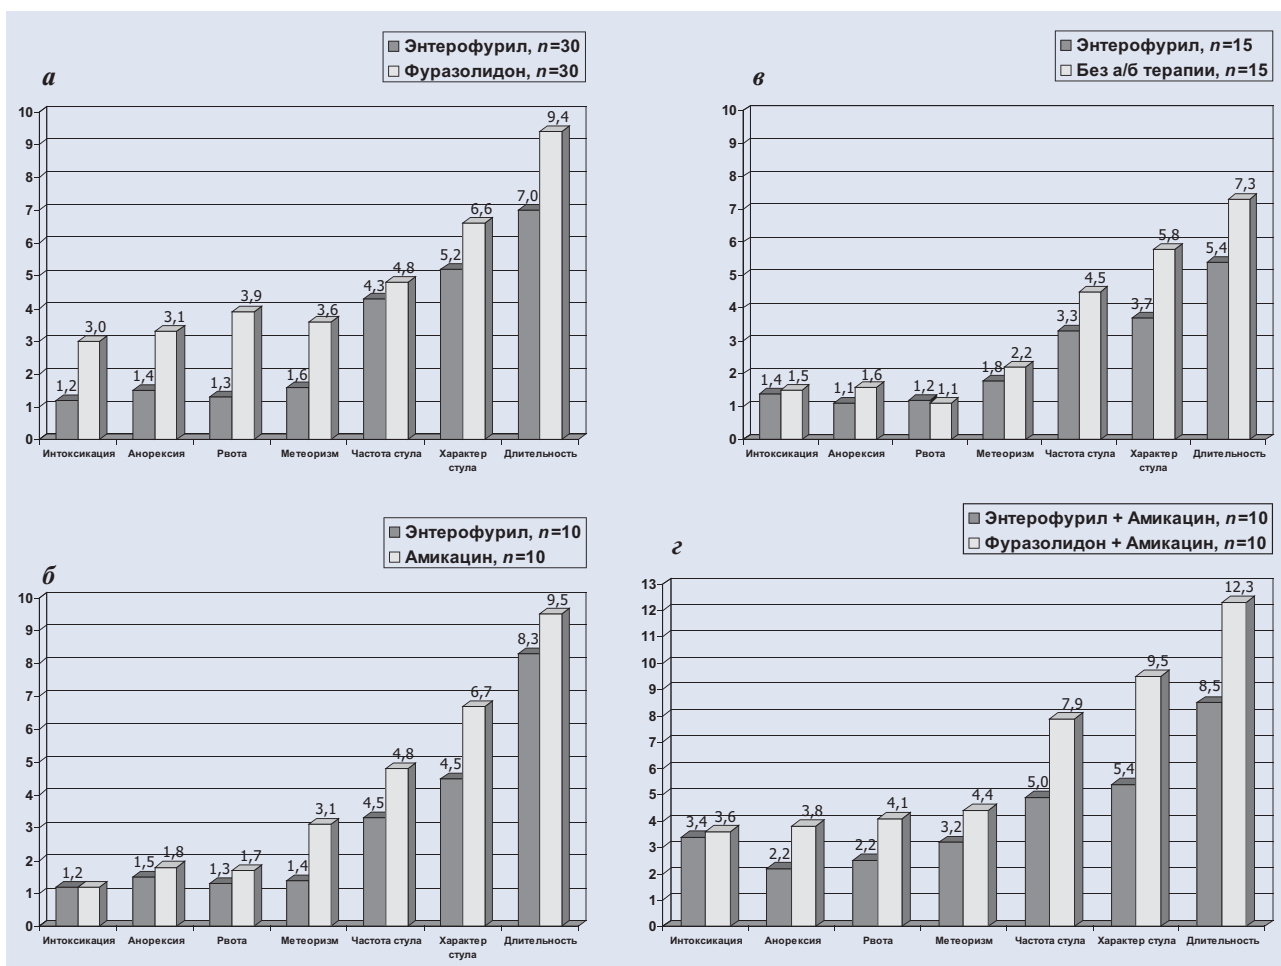 а
Энтерофурил, n=30
Фуразолидон, n=30
10
9
8
7
6
5
4
3
2
1
0
1,2 3,0 1,4 3,1 1,3 3,9 1,6 3,6 4,3 4,8 5,2 6,6 7,0 9,4
Интоксикация Анорексия Рвота Метеоризм Частота стула Характер Длительность
стула
в
Энтерофурил, n=15
Без а/б терапии, n=15
10
9
8
7
6
5
4
3
2
1
0
1,4 1,5 1,1 1,6 1,2 1,1 1,8 2,2 3,3 4,5 3,7 5,8 5,4 7,3
Интоксикация Анорексия Рвота Метеоризм Частота стула Характер Длительность
стула
б
Энтерофурил, n=10
Амикацин, n=10
10
9
8
7
6
5
4
3
2
1
0
1,2 1,5 1,8 1,3 1,7 1,4 3,1 4,5 4,8 4,5 6,7 8,3 9,5
Интоксикация Анорексия Рвота Метеоризм Частота стула Характер Длительность
стула
г
Энтерофурил + Амикацин, n=10
Фуразолидон + Амикацин, n=10
13
12
11
10
9
8
7
6
5
4
3
2
1
0
3,4 3,6 2,2 3,8 2,2 4,1 3,2 4,4 5,0 7,9 5,4 9,5 8,5 12,3
Интоксикация Анорексия Рвота Метеоризм Частота стула Характер стула Длительность